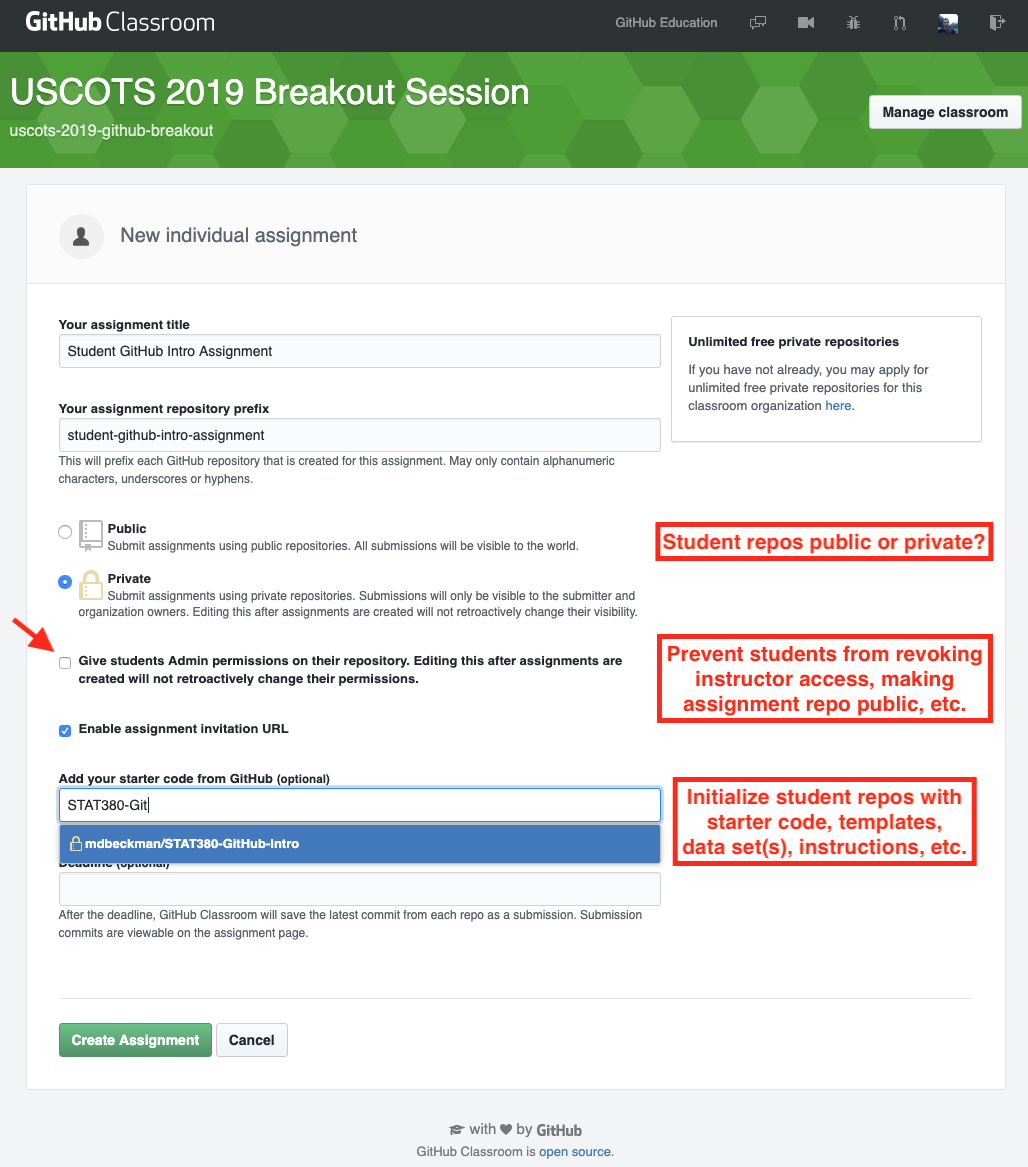 GitHub Classroom
GitHub Education
USCOTS 2019 Breakout Session
uscots-2019-github-breakout
Manage classroom
New individual assignment
Your assignment title
Student GitHub Intro Assignment
Your assignment repository prefix
student-github-intro-assignment
This will prefix each GitHub repository that is created for this assignment. May only contain alphanumeric
characters, underscores or hyphens.
Unlimited free private repositories
If you have not already, you may apply for
unlimited free private repositories for this
classroom organization here.
Public
Submit assignments using public repositories. All submissions will be visible to the world.
Student repos public or private?
Private
Submit assignments using private repositories. Submissions will only be visible to the submitter and
organization owners. Editing this after assignments are created will not retroactively change their visibility.
Give students Admin permissions on their repository. Editing this after assignments are
created will not retroactively change their permissions.
Prevent students from revoking
instructor access, making
assignment repo public, etc.
Enable assignment invitation URL
Add your starter code from GitHub (optional)
STAT380-Git
mdbeckman/STAT380-GitHub-Intro
Initialize student repos with
starter code, templates,
data set(s), instructions, etc.
Deadline (optional)
After the deadline, GitHub Classroom will save the latest commit from each repo as a submission. Submission
commits are viewable on the assignment page.
Create Assignment
Cancel
with by GitHub
GitHub Classroom is open source.